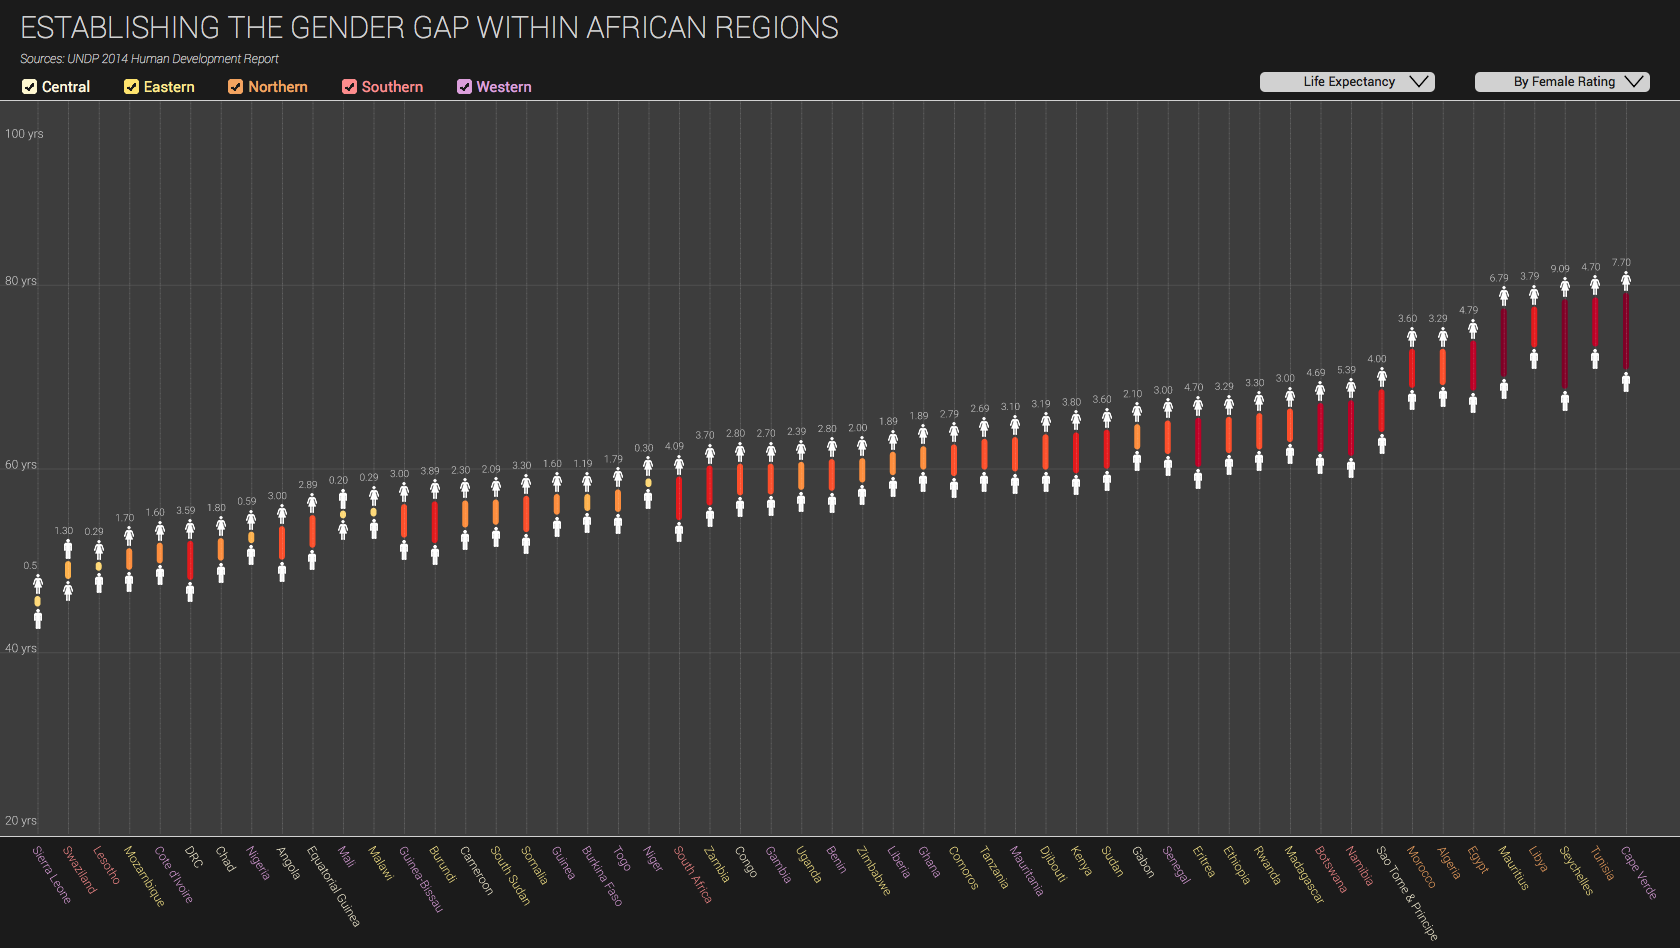 ESTABLISHING THE GENDER GAP WITHIN AFRICAN REGIONS
Sources: UNDP 2014 Human Development Report
Central Eastern Northern Southern Western
Life Expectancy By Female Rating
100 yrs
80 yrs
60 yrs
40 yrs
20 yrs
0.5 1.30 0.29 1.70 1.60 3.59 1.80 0.59 3.00 2.89 0.20 0.29 3.00 3.89 2.30 2.09 3.30 1.60 1.19 1.79 0.30 4.09 3.70 2.80 2.70 2.39 2.80 2.00 1.89 1.89 2.79 2.69 3.10 3.19 3.80 3.60 2.10 3.00 4.70 3.29 3.30 3.00 4.69 5.39 4.00 3.60 3.29 4.79 6.79 3.79 9.09 4.70 7.70
Sierra Leone
Swaziland
Lesotho
Mozambique
Cote d'Ivoire
DRC
Chad
Nigeria
Angola
Equatorial Guinea
Mali
Malawi
Guinea-Bissau
Burundi
Cameroon
South Sudan
Somalia
Guinea
Burkina Faso
Togo
Niger
South Africa
Zambia
Congo
Gambia
Uganda
Benin
Zimbabwe
Liberia
Ghana
Comoros
Tanzania
Mauritania
Djibouti
Kenya
Sudan
Gabon
Senegal
Eritrea
Ethiopia
Rwanda
Madagascar
Botswana
Namibia
Sao Tome & Principe
Morocco
Algeria
Egypt
Mauritius
Libya
Seychelles
Tunisia
Cape Verde